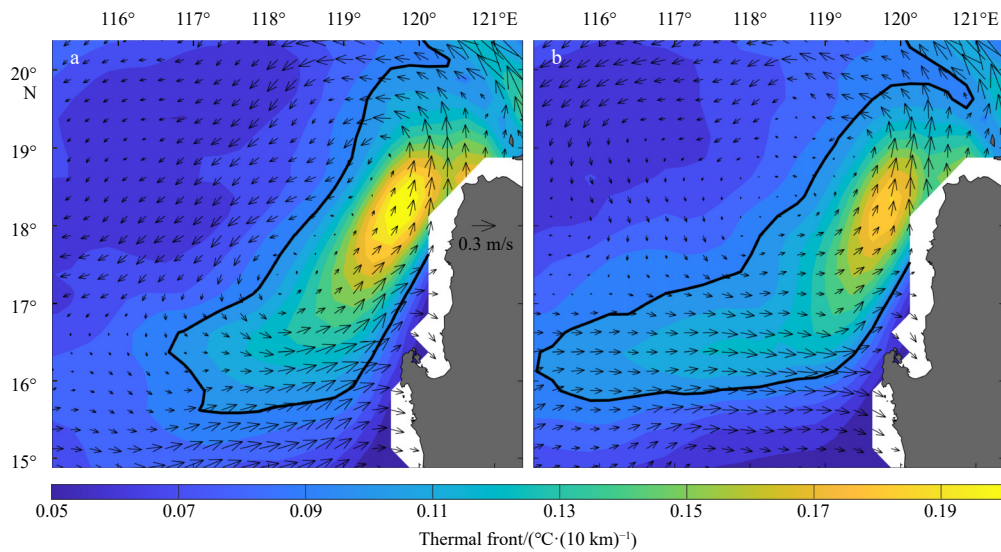 116° 117° 118° 119° 120° 121°E 116° 117° 118° 119° 120° 121°E
a b
20°
N
19°
18°
0.3 m/s
17°
16°
15°
0.05 0.07 0.09 0.11 0.13 0.15 0.17 0.19
Thermal front/(°C·(10 km)⁻¹)